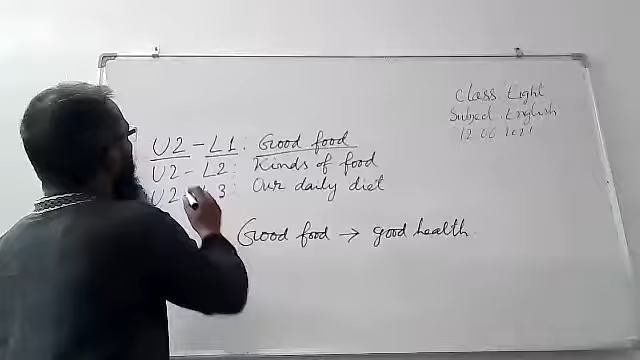 Class: Eight
Subject: English
12 06 2021
U2 - L1: Good food
U2 - L2: Kinds of food
U2 L3: Our daily diet
Good food → good health.